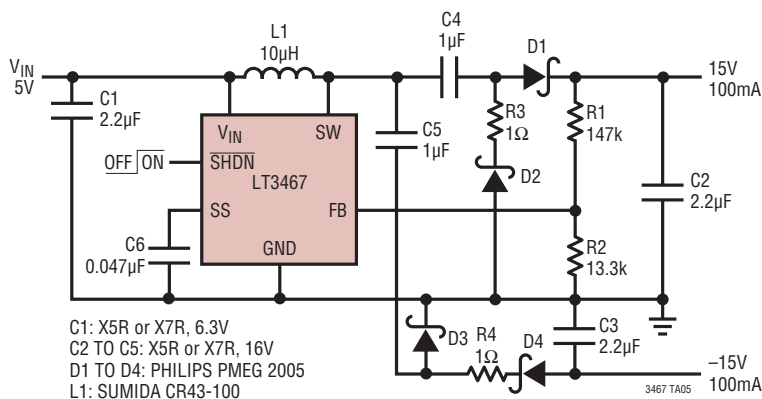 L1
10µH
C4
1µF
D1
VIN
5V
15V
100mA
C1
2.2µF
R3
1Ω
R1
147k
C5
1µF
VIN
SW
OFF ON
SHDN
LT3467
D2
C2
2.2µF
SS
FB
C6
0.047µF
GND
R2
13.3k
C1: X5R or X7R, 6.3V
C2 TO C5: X5R or X7R, 16V
D1 TO D4: PHILIPS PMEG 2005
L1: SUMIDA CR43-100
D3
R4
1Ω
D4
C3
2.2µF
–15V
100mA
3467 TA05